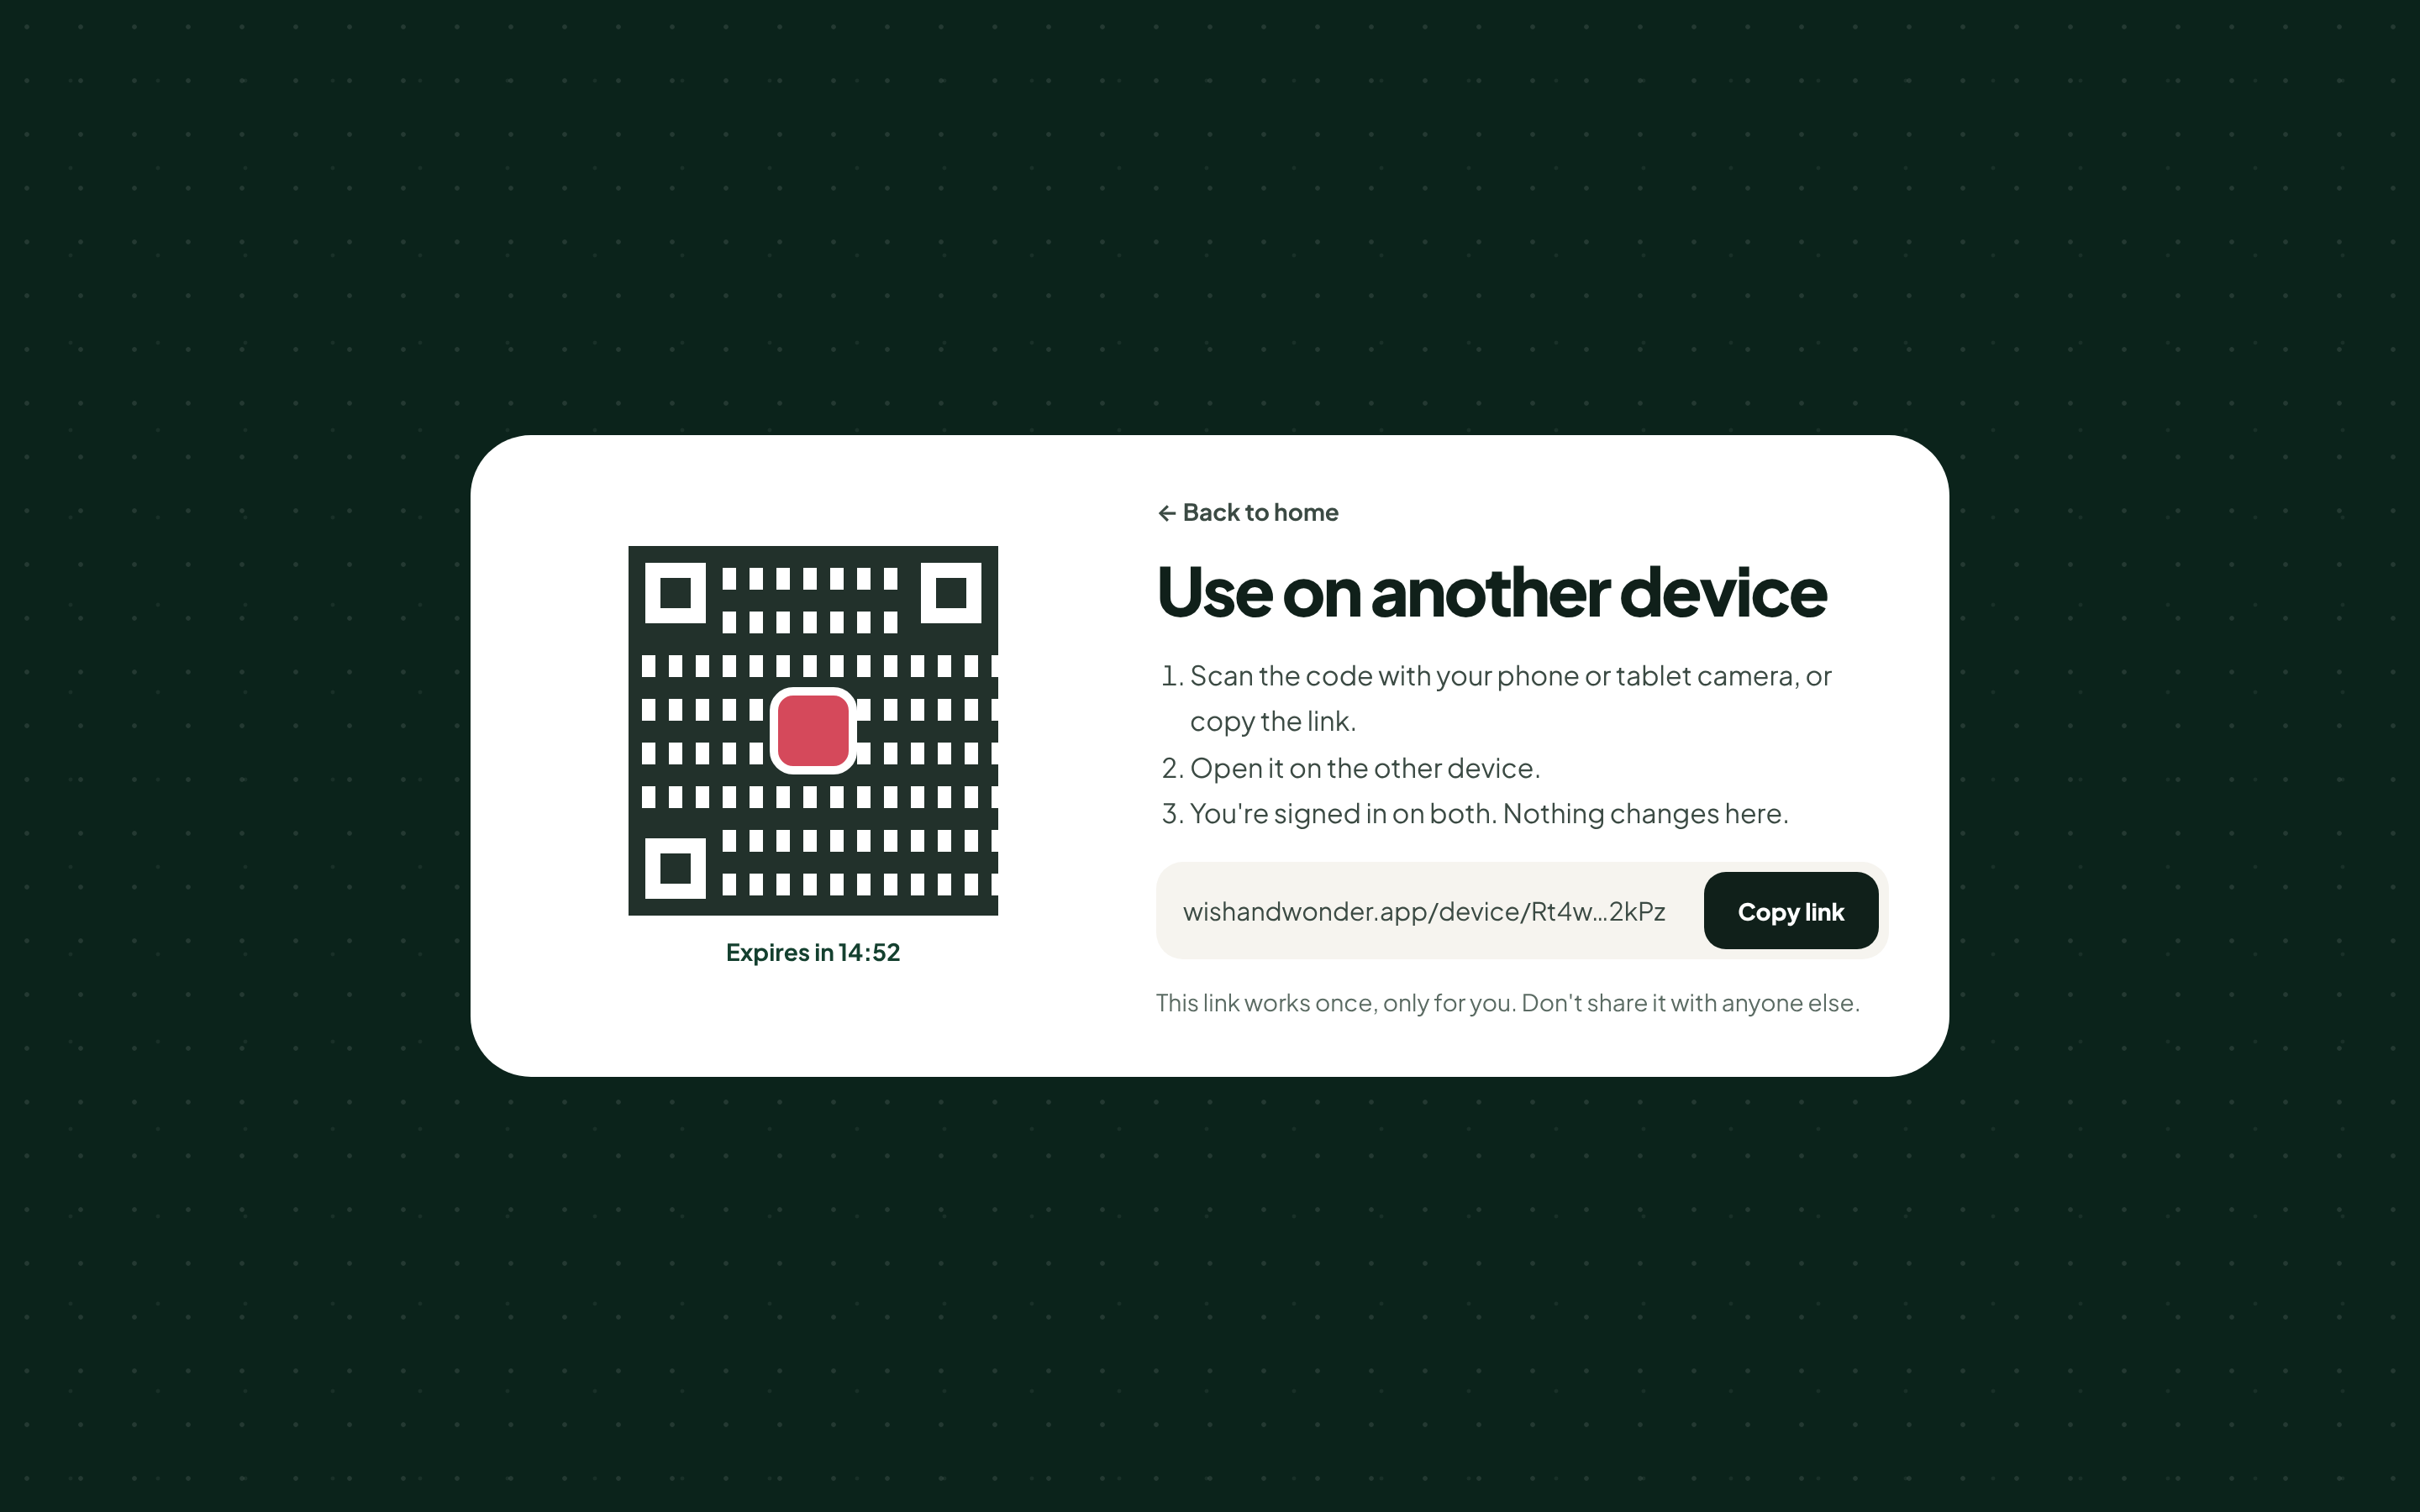 ← Back to home
Use on another device
1. Scan the code with your phone or tablet camera, or
copy the link.
2. Open it on the other device.
3. You're signed in on both. Nothing changes here.
wishandwonder.app/device/Rt4w…2kPz
Copy link
Expires in 14:52
This link works once, only for you. Don't share it with anyone else.